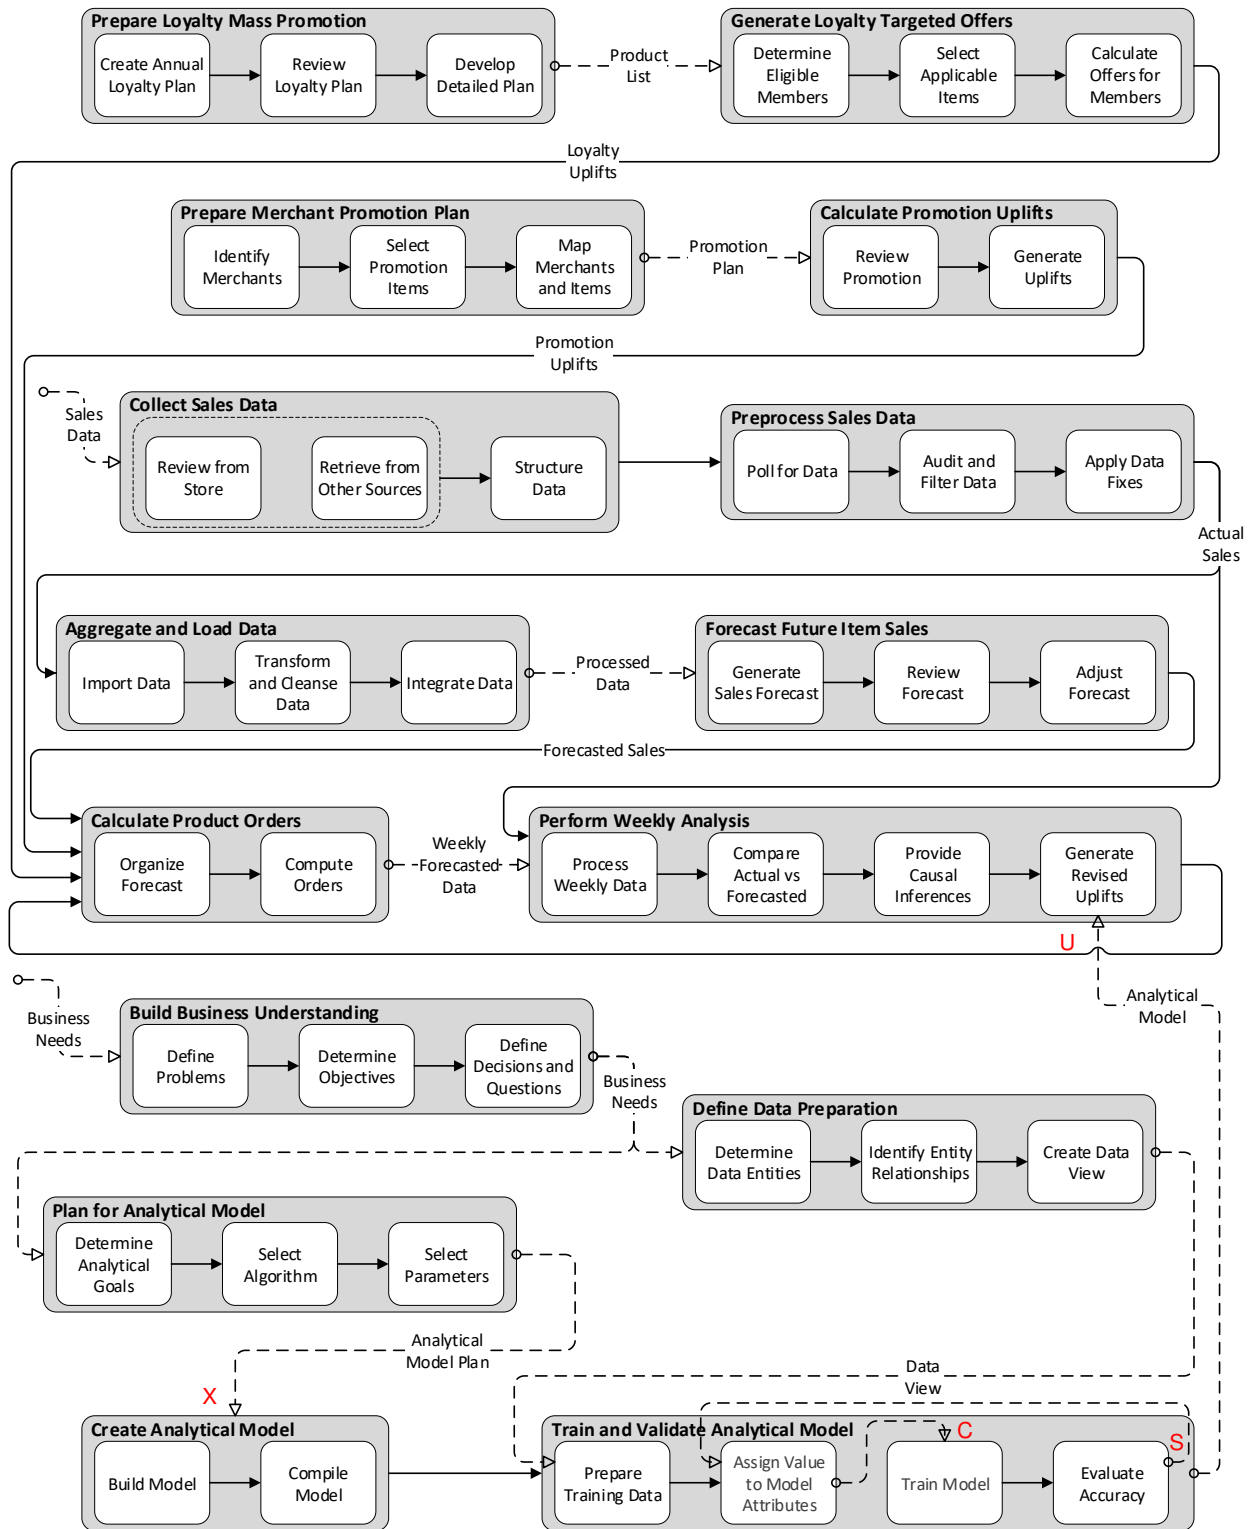 Prepare Loyalty Mass Promotion
Create Annual
Loyalty Plan
Review
Loyalty Plan
Develop
Detailed Plan
Product
List
Generate Loyalty Targeted Offers
Determine
Eligible
Members
Select
Applicable
Items
Calculate
Offers for
Members
Loyalty
Uplifts
Prepare Merchant Promotion Plan
Identify
Merchants
Select
Promotion
Items
Map
Merchants
and Items
Promotion
Plan
Calculate Promotion Uplifts
Review
Promotion
Generate
Uplifts
Promotion
Uplifts
Sales
Data
Collect Sales Data
Review from
Store
Retrieve from
Other Sources
Structure
Data
Preprocess Sales Data
Poll for Data
Audit and
Filter Data
Apply Data
Fixes
Actual
Sales
Aggregate and Load Data
Import Data
Transform
and Cleanse
Data
Integrate Data
Processed
Data
Forecast Future Item Sales
Generate
Sales Forecast
Review
Forecast
Adjust
Forecast
Forecasted Sales
Calculate Product Orders
Organize
Forecast
Compute
Orders
Weekly
Forecasted
Data
Perform Weekly Analysis
Process
Weekly Data
Compare
Actual vs
Forecasted
Provide
Causal
Inferences
Generate
Revised
Uplifts
U
Business
Needs
Build Business Understanding
Define
Problems
Determine
Objectives
Define
Decisions and
Questions
Business
Needs
Analytical
Model
Define Data Preparation
Determine
Data Entities
Identify Entity
Relationships
Create Data
View
Plan for Analytical Model
Determine
Analytical
Goals
Select
Algorithm
Select
Parameters
Analytical
Model Plan
Data
View
X
Create Analytical Model
Build Model
Compile
Model
Train and Validate Analytical Model
C
S
Prepare
Training Data
Assign Value
to Model
Attributes
Train Model
Evaluate
Accuracy